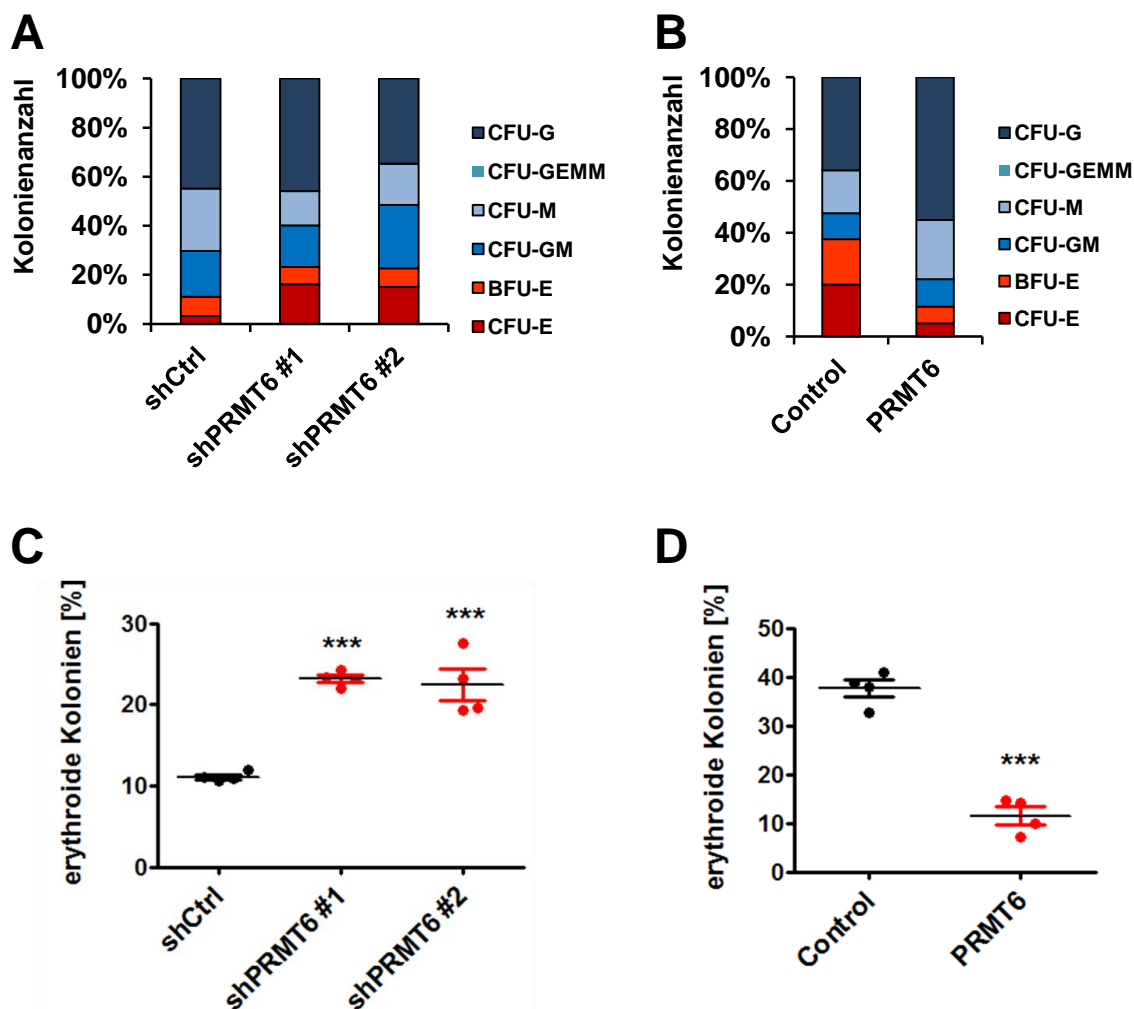 A
Kolonienanzahl
100%
80%
60%
40%
20%
0%
shCtrl
shPRMT6 #1
shPRMT6 #2
CFU-G
CFU-GEMM
CFU-M
CFU-GM
BFU-E
CFU-E
B
Kolonienanzahl
100%
80%
60%
40%
20%
0%
Control
PRMT6
CFU-G
CFU-GEMM
CFU-M
CFU-GM
BFU-E
CFU-E
C
erythroide Kolonien [%]
30
20
10
0
***
***
shCtrl
shPRMT6 #1
shPRMT6 #2
D
erythroide Kolonien [%]
50
40
30
20
10
0
***
Control
PRMT6